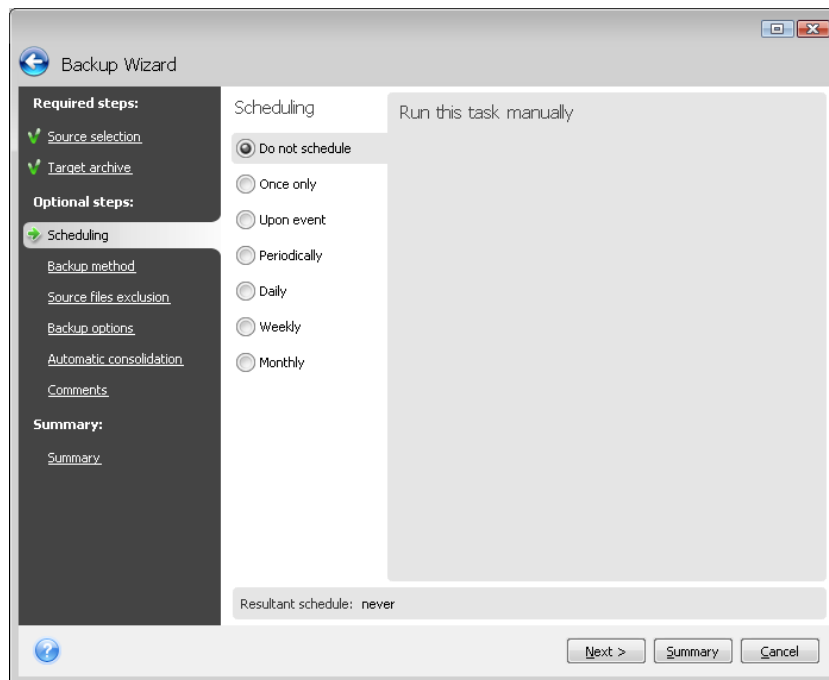 Backup Wizard
Required steps:
Source selection
Target archive
Optional steps:
Scheduling
Backup method
Source files exclusion
Backup options
Automatic consolidation
Comments
Summary:
Summary
Scheduling
Do not schedule
Once only
Upon event
Periodically
Daily
Weekly
Monthly
Run this task manually
Resultant schedule: never
?
Next >
Summary
Cancel